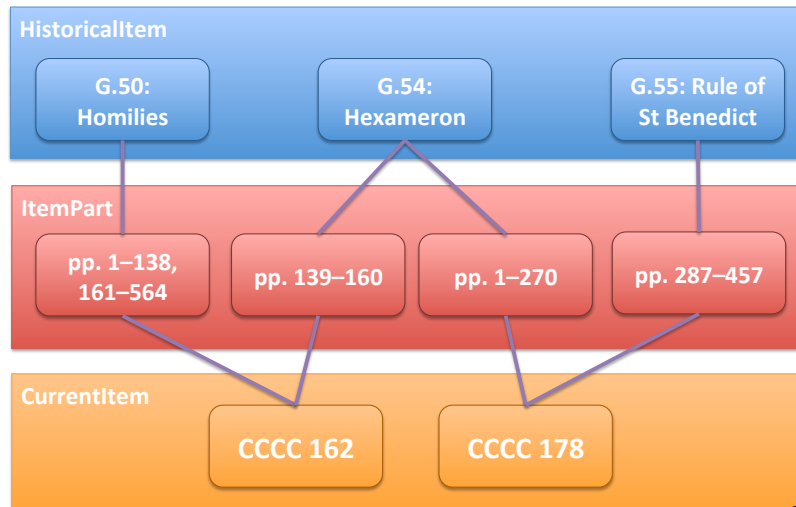 HistoricalItem
G.50:
Homilies
G.54:
Hexameron
G.55: Rule of
St Benedict
ItemPart
pp. 1–138,
161–564
pp. 139–160
pp. 1–270
pp. 287–457
CurrentItem
CCCC 162
CCCC 178